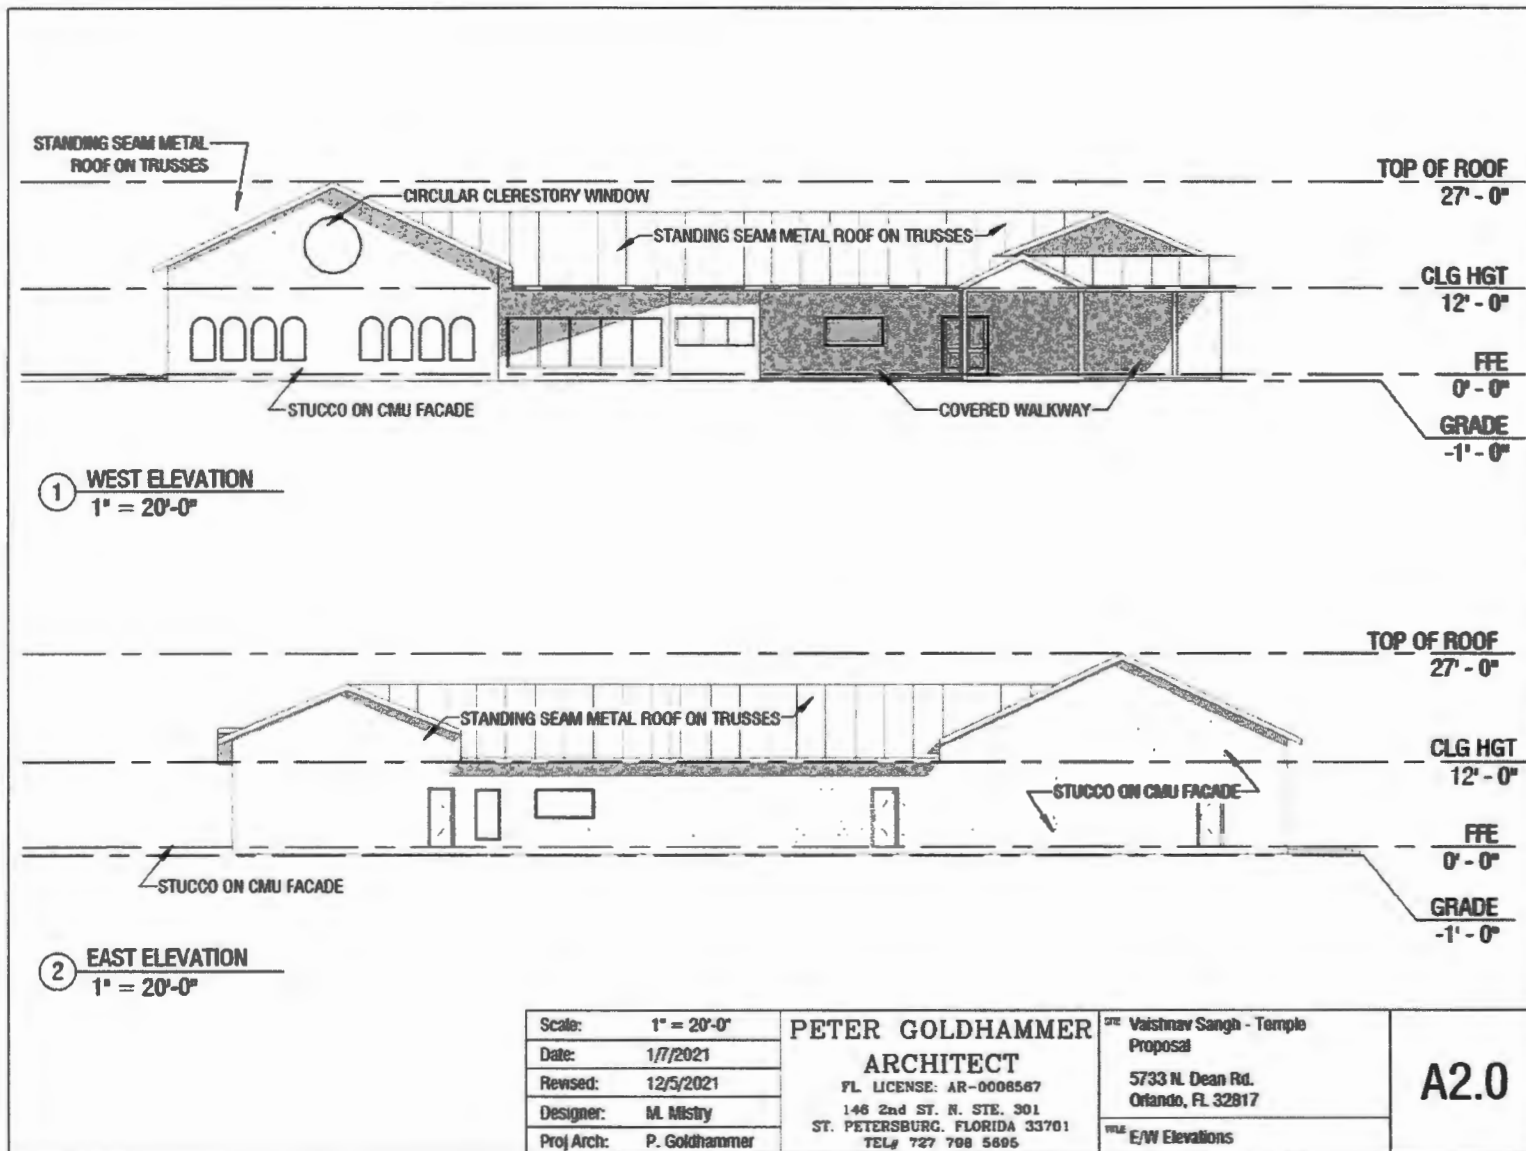 STANDING SEAM METAL
ROOF ON TRUSSES
CIRCULAR CLERESTORY WINDOW
STANDING SEAM METAL ROOF ON TRUSSES
TOP OF ROOF
27' - 0"
CLG HGT
12' - 0"
FFE
0' - 0"
GRADE
-1' - 0"
STUCCO ON CMU FACADE
COVERED WALKWAY
1 WEST ELEVATION
1" = 20'-0"
TOP OF ROOF
27' - 0"
STANDING SEAM METAL ROOF ON TRUSSES
CLG HGT
12' - 0"
STUCCO ON CMU FACADE
FFE
0' - 0"
STUCCO ON CMU FACADE
GRADE
-1' - 0"
2 EAST ELEVATION
1" = 20'-0"
Scale: 1" = 20'-0"
Date: 1/7/2021
Revised: 12/5/2021
Designer: M. Mistry
Proj Arch: P. Goldhammer
PETER GOLDHAMMER
ARCHITECT
FL LICENSE: AR-0008567
146 2nd ST. N. STE. 301
ST. PETERSBURG. FLORIDA 33701
TEL# 727 798 5695
SITE Vaishnav Sangh - Temple
Proposal
5733 N. Dean Rd.
Orlando, FL 32817
TITLE E/W Elevations
A2.0